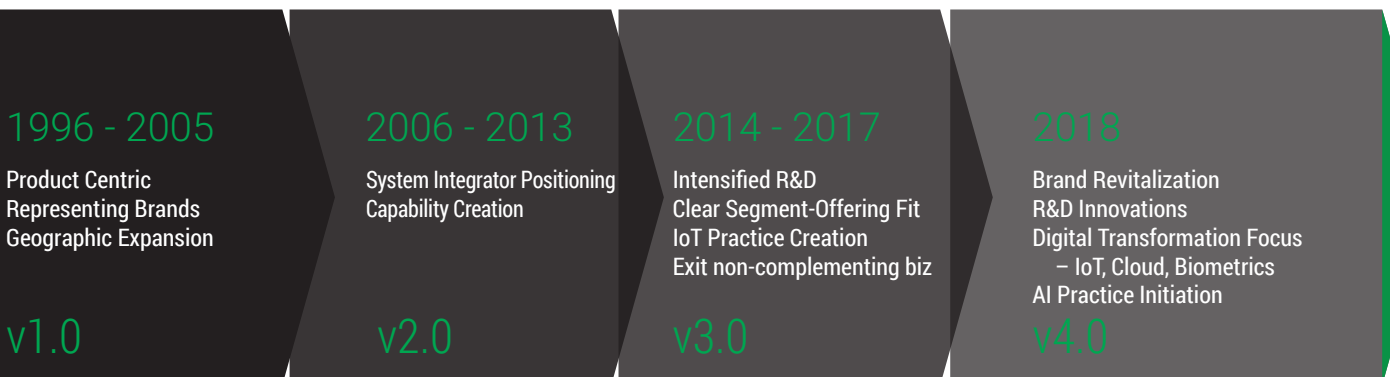 1996 - 2005
Product Centric
Representing Brands
Geographic Expansion
v1.0
2006 - 2013
System Integrator Positioning
Capability Creation
v2.0
2014 - 2017
Intensified R&D
Clear Segment-Offering Fit
IoT Practice Creation
Exit non-complementing biz
v3.0
2018
Brand Revitalization
R&D Innovations
Digital Transformation Focus
– IoT, Cloud, Biometrics
AI Practice Initiation
v4.0